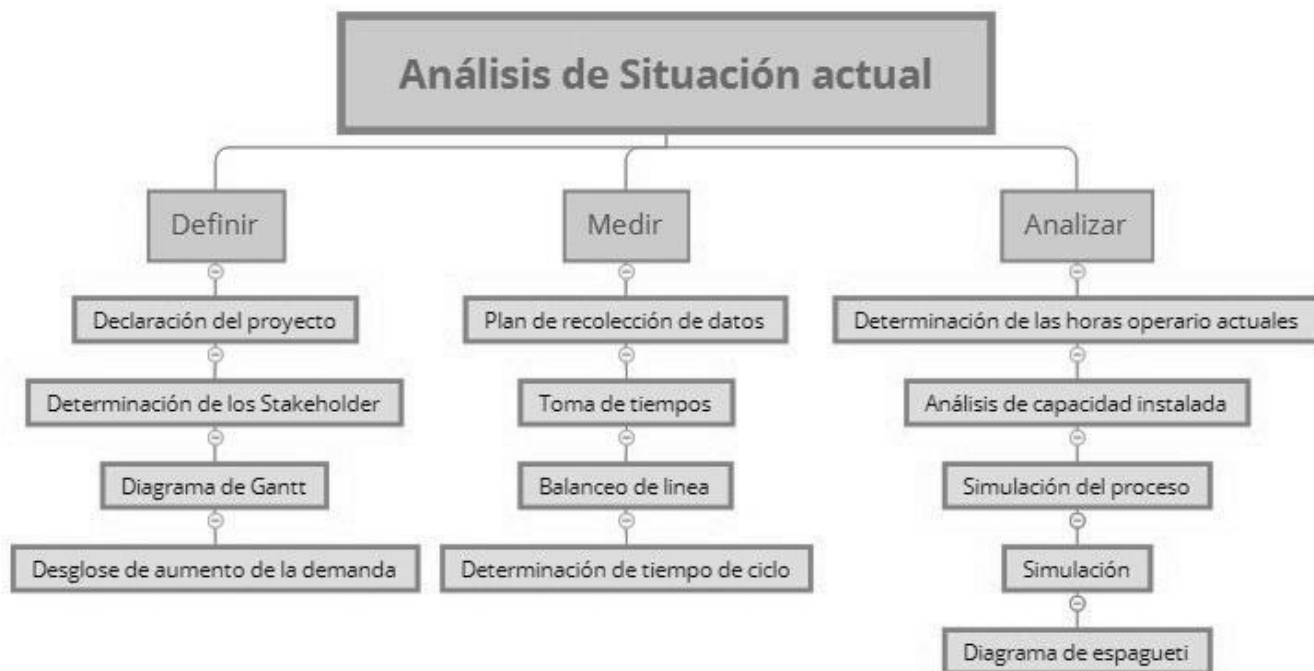 Análisis de Situación actual
Definir
Declaración del proyecto
Determinación de los Stakeholder
Diagrama de Gantt
Desglose de aumento de la demanda
Medir
Plan de recolección de datos
Toma de tiempos
Balanceo de linea
Determinación de tiempo de ciclo
Analizar
Determinación de las horas operario actuales
Análisis de capacidad instalada
Simulación del proceso
Simulación
Diagrama de espagueti